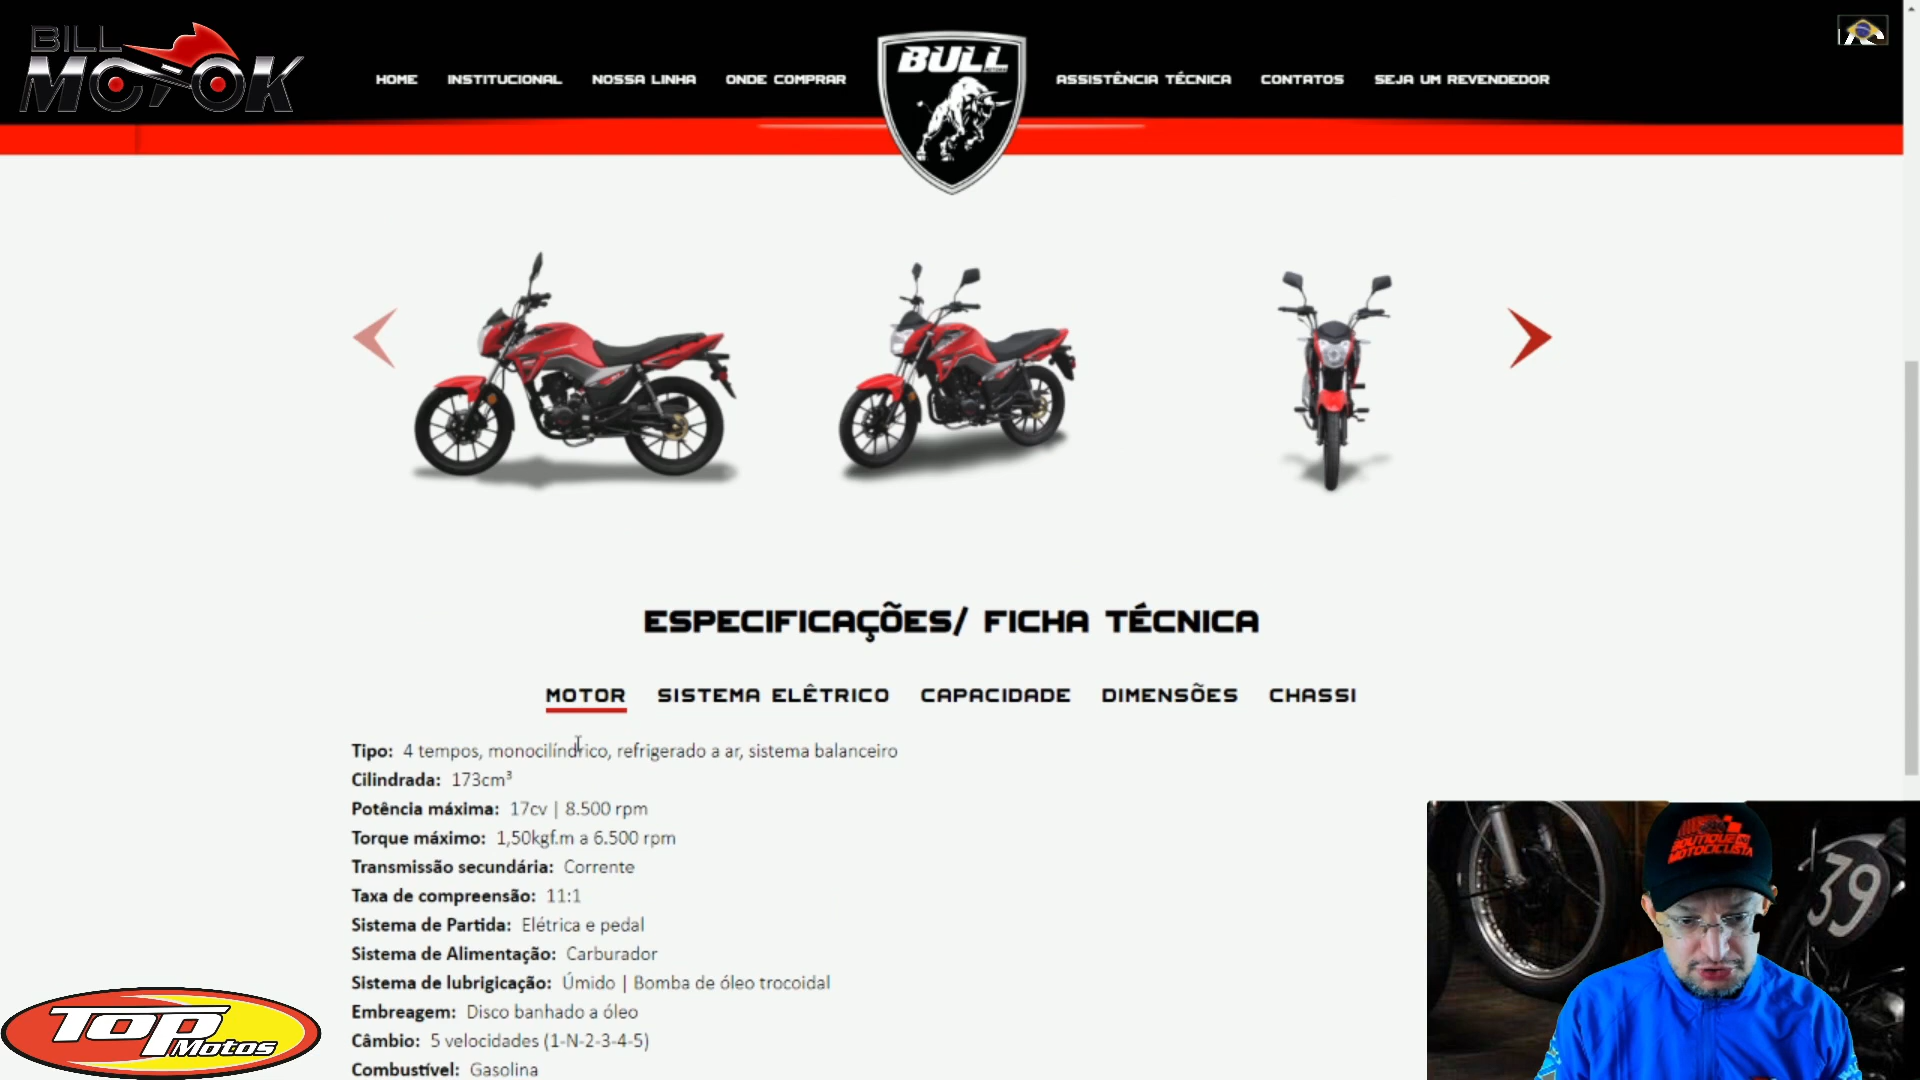 BILL
MOTOK
HOME INSTITUCIONAL NOSSA LINHA ONDE COMPRAR
BULL
ASSISTÊNCIA TÉCNICA CONTATOS SEJA UM REVENDEDOR
ESPECIFICAÇÕES/ FICHA TÉCNICA
MOTOR SISTEMA ELÊTRICO CAPACIDADE DIMENSÕES CHASSI
Tipo: 4 tempos, monocilíndrico, refrigerado a ar, sistema balanceiro
Cilindrada: 173cm³
Potência máxima: 17cv | 8.500 rpm
Torque máximo: 1,50kgf.m a 6.500 rpm
Transmissão secundária: Corrente
Taxa de compreensão: 11:1
Sistema de Partida: Elétrica e pedal
Sistema de Alimentação: Carburador
Sistema de lubrigicação: Úmido | Bomba de óleo trocoidal
Embreagem: Disco banhado a óleo
Câmbio: 5 velocidades (1-N-2-3-4-5)
Combustível: Gasolina
TOP
Motos
BOUTIQUE DO
MOTOCICLISTA
39